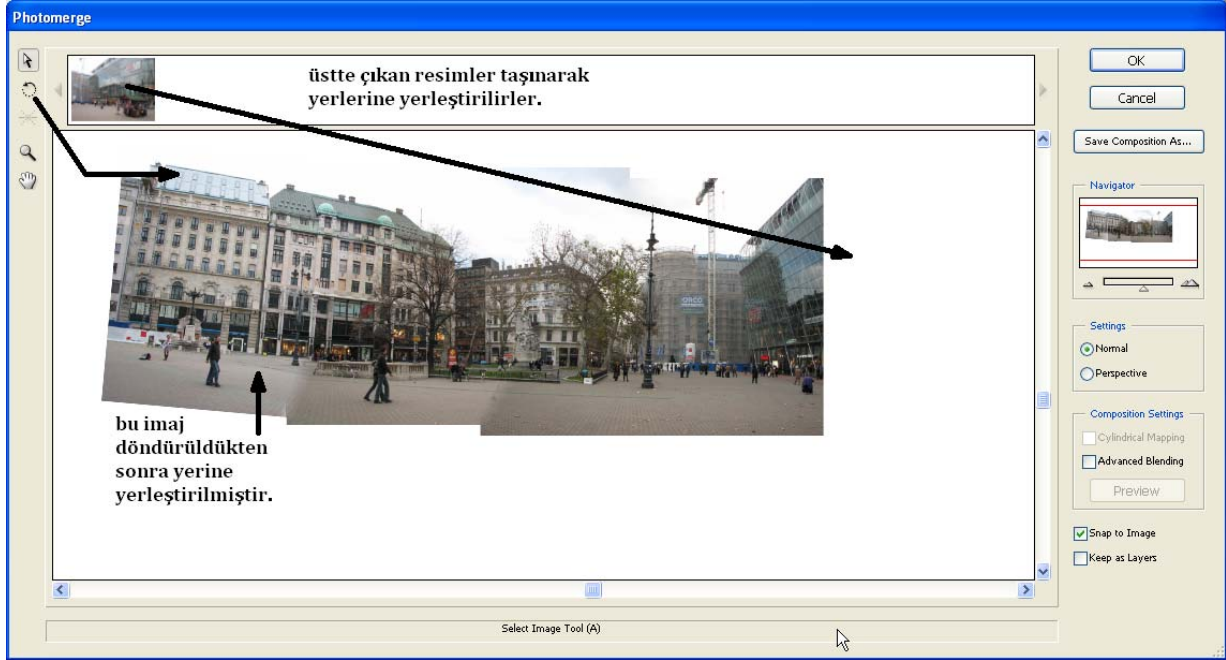 Photomerge
üstte çıkan resimler taşınarak
yerlerine yerleştirilirler.
OK
Cancel
Save Composition As...
Navigator
Settings
Normal
Perspective
Composition Settings
Cylindrical Mapping
Advanced Blending
Preview
Snap to Image
Keep as Layers
ORCO
bu imaj
döndürüldükten
sonra yerine
yerleştirilmiştir.
Select Image Tool (A)